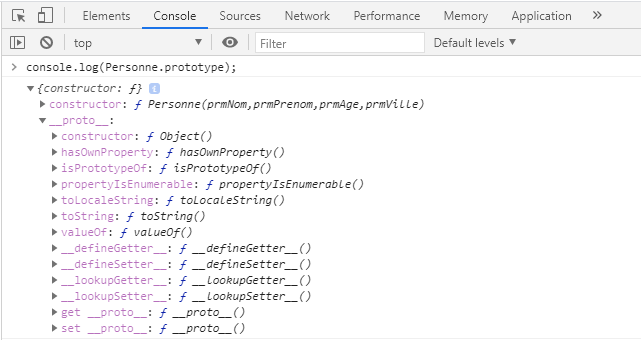 Elements Console Sources Network Performance Memory Application »
top ▼ Filter Default levels ▼
> console.log(Personne.prototype);
▼{constructor: ƒ} i
▶constructor: ƒ Personne(prmNom,prmPrenom,prmAge,prmVille)
▼__proto__:
▶constructor: ƒ Object()
▶hasOwnProperty: ƒ hasOwnProperty()
▶isPrototypeOf: ƒ isPrototypeOf()
▶propertyIsEnumerable: ƒ propertyIsEnumerable()
▶toLocaleString: ƒ toLocaleString()
▶toString: ƒ toString()
▶valueOf: ƒ valueOf()
▶__defineGetter__: ƒ __defineGetter__()
▶__defineSetter__: ƒ __defineSetter__()
▶__lookupGetter__: ƒ __lookupGetter__()
▶__lookupSetter__: ƒ __lookupSetter__()
▶get __proto__: ƒ __proto__()
▶set __proto__: ƒ __proto__()